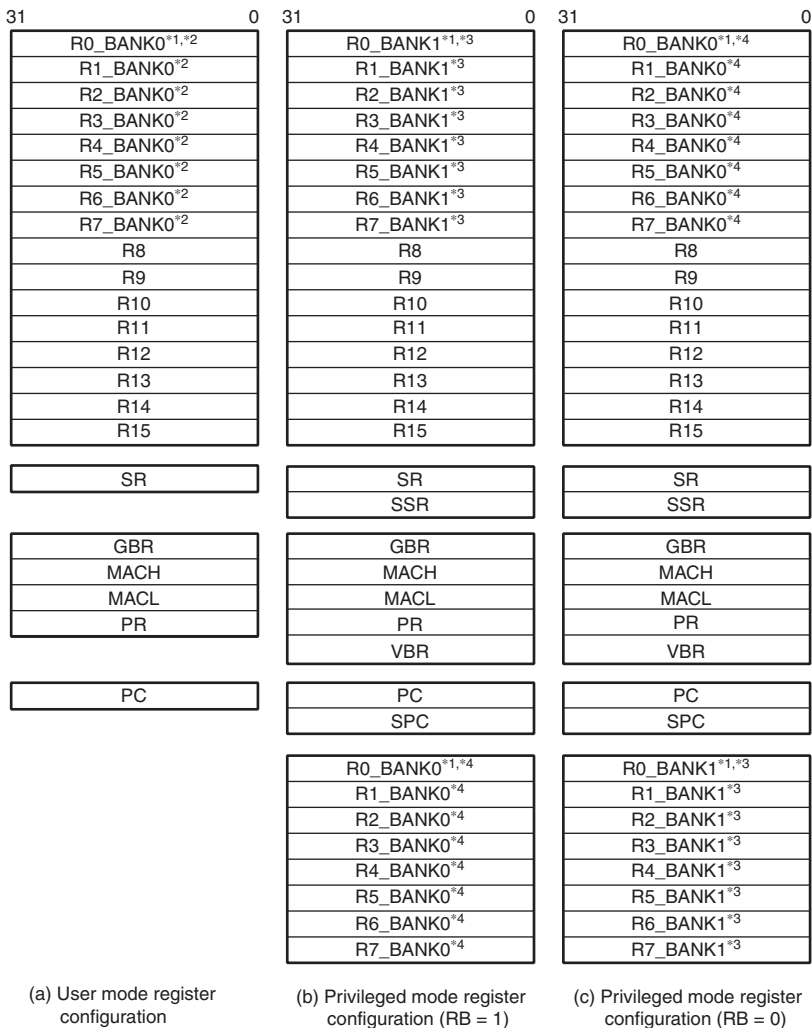 31 0
R0_BANK0*1,*2
R1_BANK0*2
R2_BANK0*2
R3_BANK0*2
R4_BANK0*2
R5_BANK0*2
R6_BANK0*2
R7_BANK0*2
R8
R9
R10
R11
R12
R13
R14
R15
SR
GBR
MACH
MACL
PR
PC
(a) User mode register
configuration
31 0
R0_BANK1*1,*3
R1_BANK1*3
R2_BANK1*3
R3_BANK1*3
R4_BANK1*3
R5_BANK1*3
R6_BANK1*3
R7_BANK1*3
R8
R9
R10
R11
R12
R13
R14
R15
SR
SSR
GBR
MACH
MACL
PR
VBR
PC
SPC
R0_BANK0*1,*4
R1_BANK0*4
R2_BANK0*4
R3_BANK0*4
R4_BANK0*4
R5_BANK0*4
R6_BANK0*4
R7_BANK0*4
(b) Privileged mode register
configuration (RB = 1)
31 0
R0_BANK0*1,*4
R1_BANK0*4
R2_BANK0*4
R3_BANK0*4
R4_BANK0*4
R5_BANK0*4
R6_BANK0*4
R7_BANK0*4
R8
R9
R10
R11
R12
R13
R14
R15
SR
SSR
GBR
MACH
MACL
PR
VBR
PC
SPC
R0_BANK1*1,*3
R1_BANK1*3
R2_BANK1*3
R3_BANK1*3
R4_BANK1*3
R5_BANK1*3
R6_BANK1*3
R7_BANK1*3
(c) Privileged mode register
configuration (RB = 0)